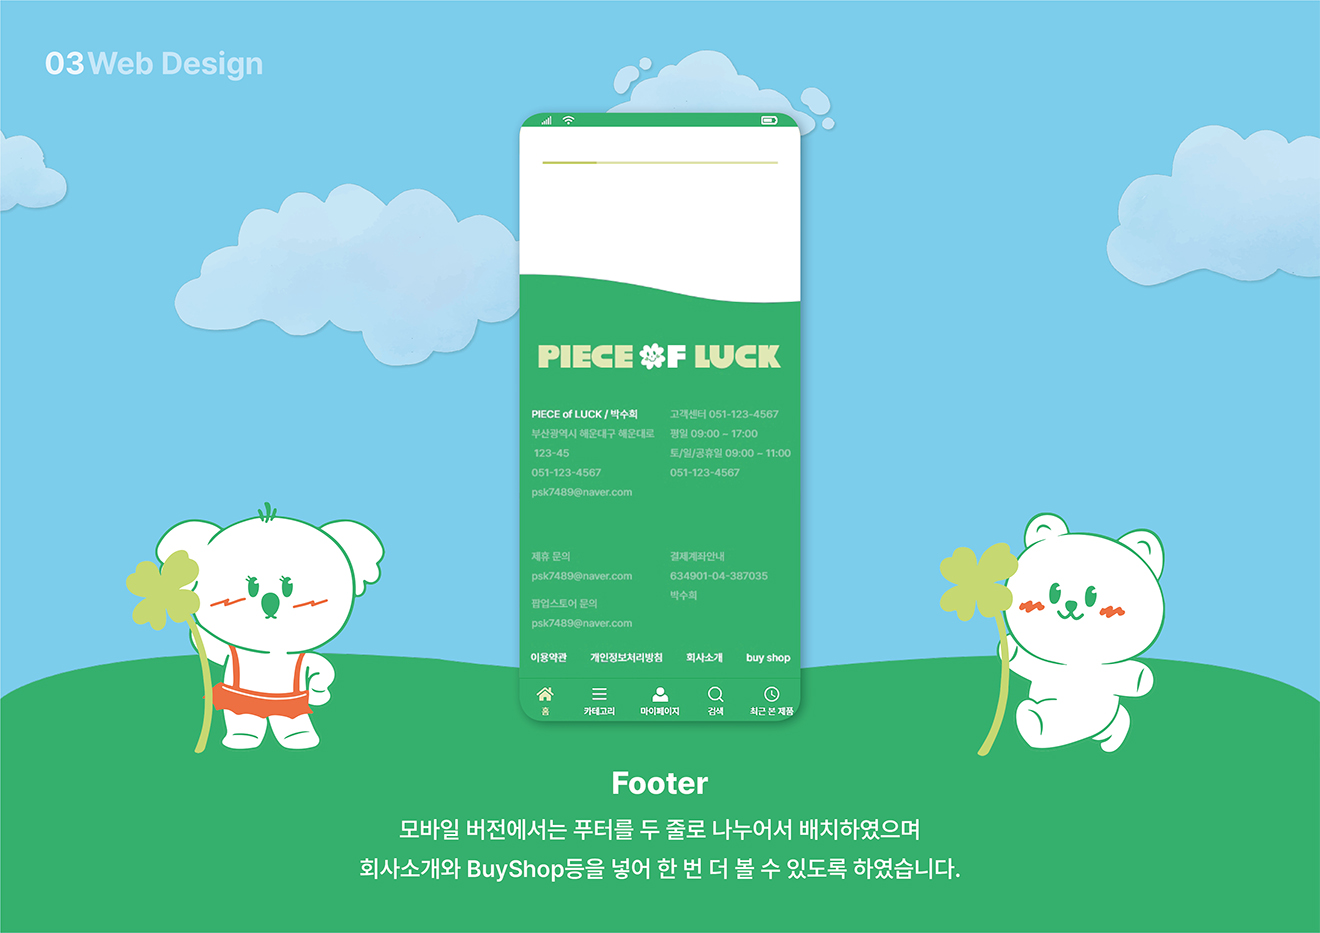 03 Web Design
PIECE OF LUCK
PIECE of LUCK / 박수희
부산광역시 해운대구 해운대로
123-45
051-123-4567
psk7489@naver.com
고객센터 051-123-4567
평일 09:00 – 17:00
토/일/공휴일 09:00 – 11:00
051-123-4567
제휴 문의
psk7489@naver.com
팝업스토어 문의
psk7489@naver.com
결제계좌안내
634901-04-387035
박수희
이용약관 개인정보처리방침 회사소개 buy shop
홈 카테고리 마이페이지 검색 최근 본 제품
Footer
모바일 버전에서는 푸터를 두 줄로 나누어서 배치하였으며
회사소개와 BuyShop등을 넣어 한 번 더 볼 수 있도록 하였습니다.